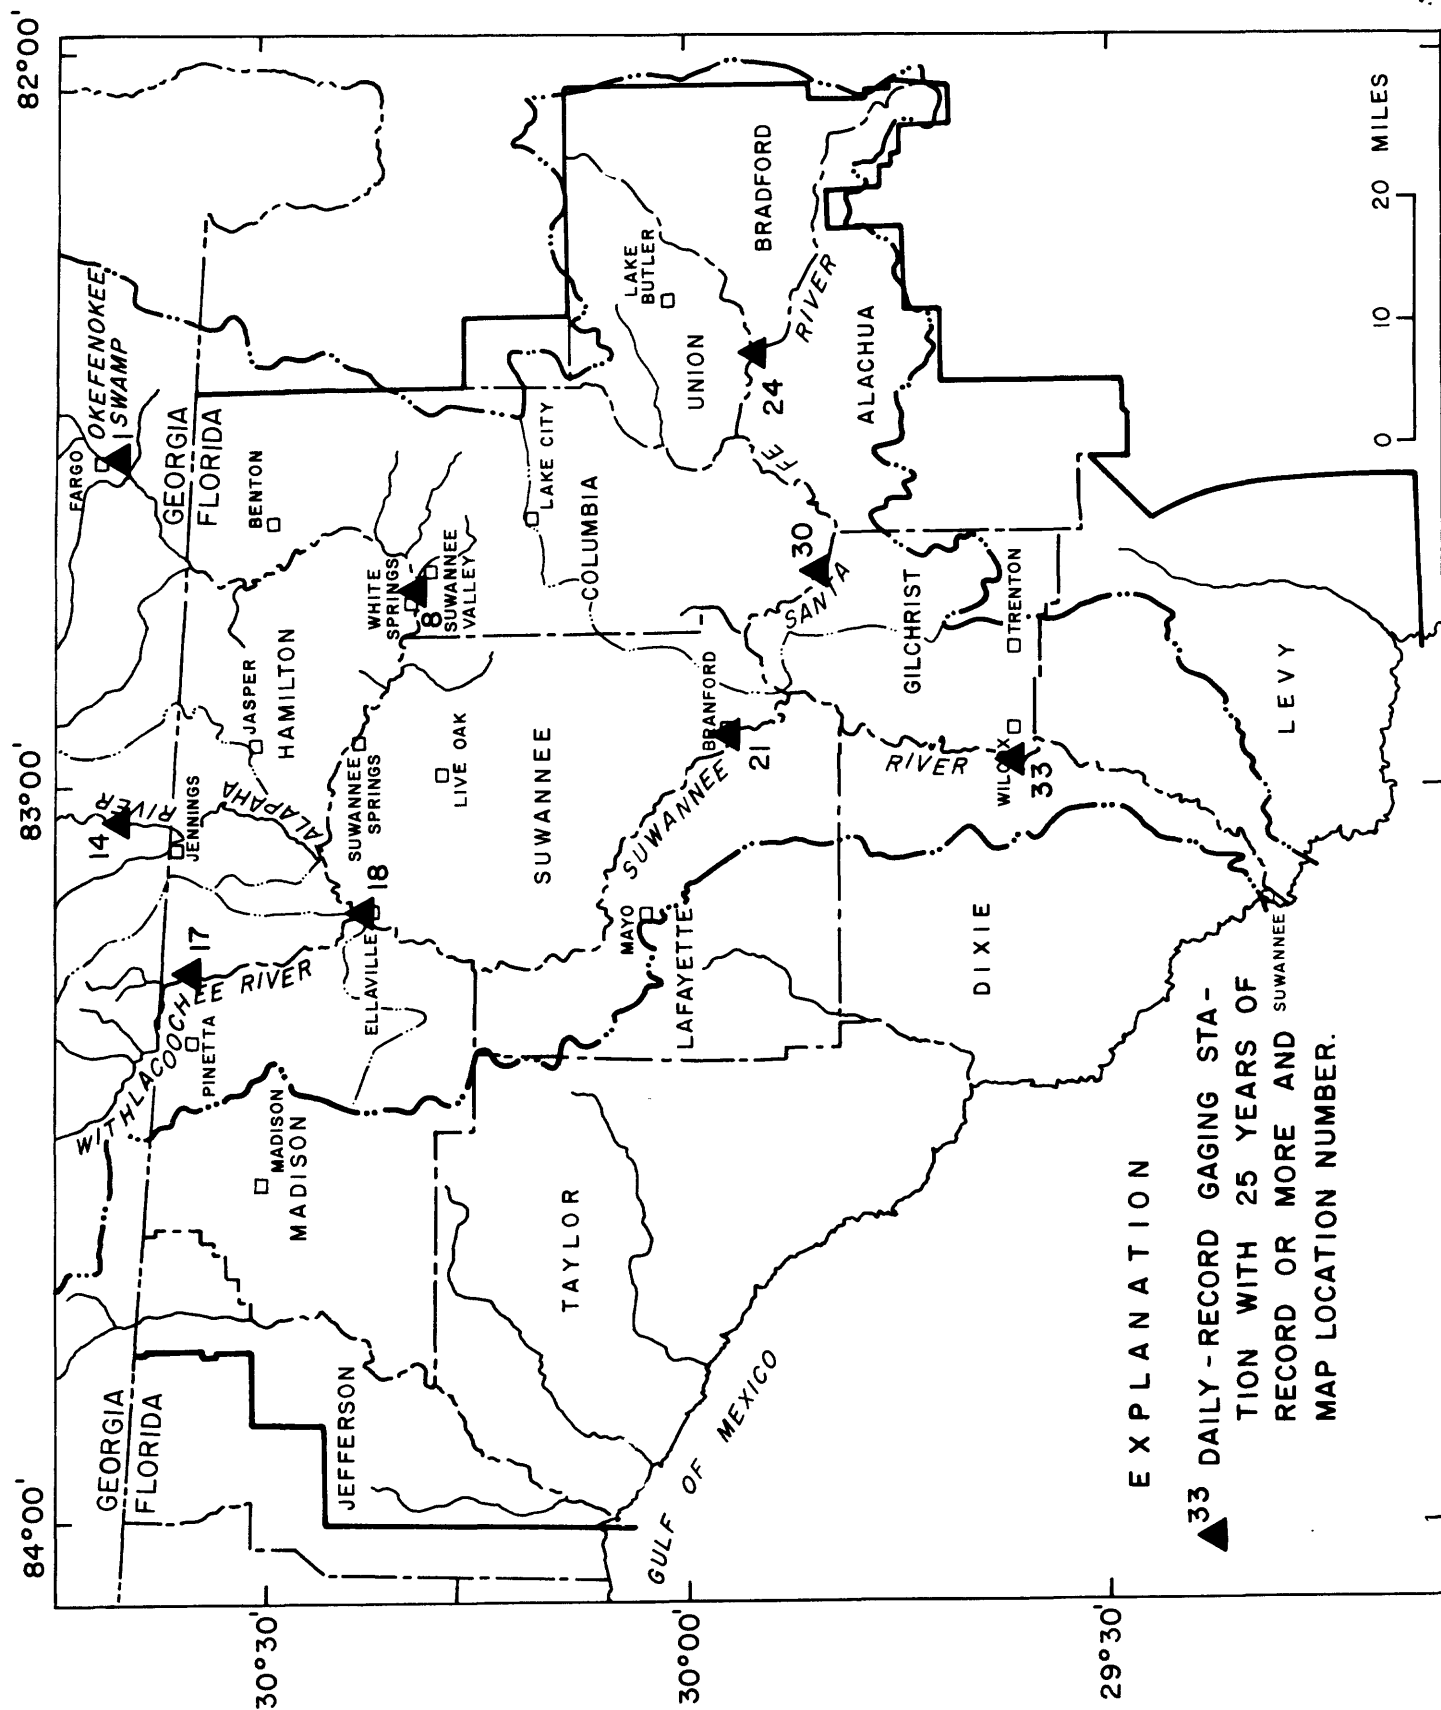 84°00'
83°00'
82°00'
30°30'
30°00'
29°30'
GEORGIA
FLORIDA
GEORGIA
FLORIDA
OKEFENOKEE
SWAMP
FARGO
1
BENTON
WITHLACOOCHEE RIVER
17
PINETTA
14
RIVER
ALAPAHA
JENNINGS
JASPER
HAMILTON
WHITE
SPRINGS
8
SUWANNEE
VALLEY
MADISON
MADISON
ELLAVILLE
18
SUWANNEE
SPRINGS
LIVE OAK
LAKE CITY
COLUMBIA
JEFFERSON
TAYLOR
SUWANNEE
LAKE
BUTLER
UNION
BRADFORD
MAYO
LAFAYETTE
SUWANNEE
RIVER
BRANFORD
21
SANTA
FE
RIVER
30
24
ALACHUA
GILCHRIST
TRENTON
WILCOX
33
DIXIE
LEVY
SUWANNEE
GULF OF MEXICO
EXPLANATION
33 DAILY-RECORD GAGING STA-
TION WITH 25 YEARS OF
RECORD OR MORE AND
MAP LOCATION NUMBER.
0 10 20 MILES